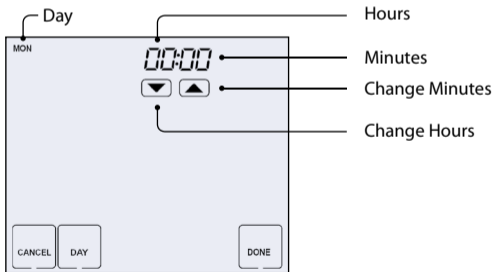 Day
Hours
MON
00:00
Minutes
Change Minutes
Change Hours
CANCEL DAY DONE